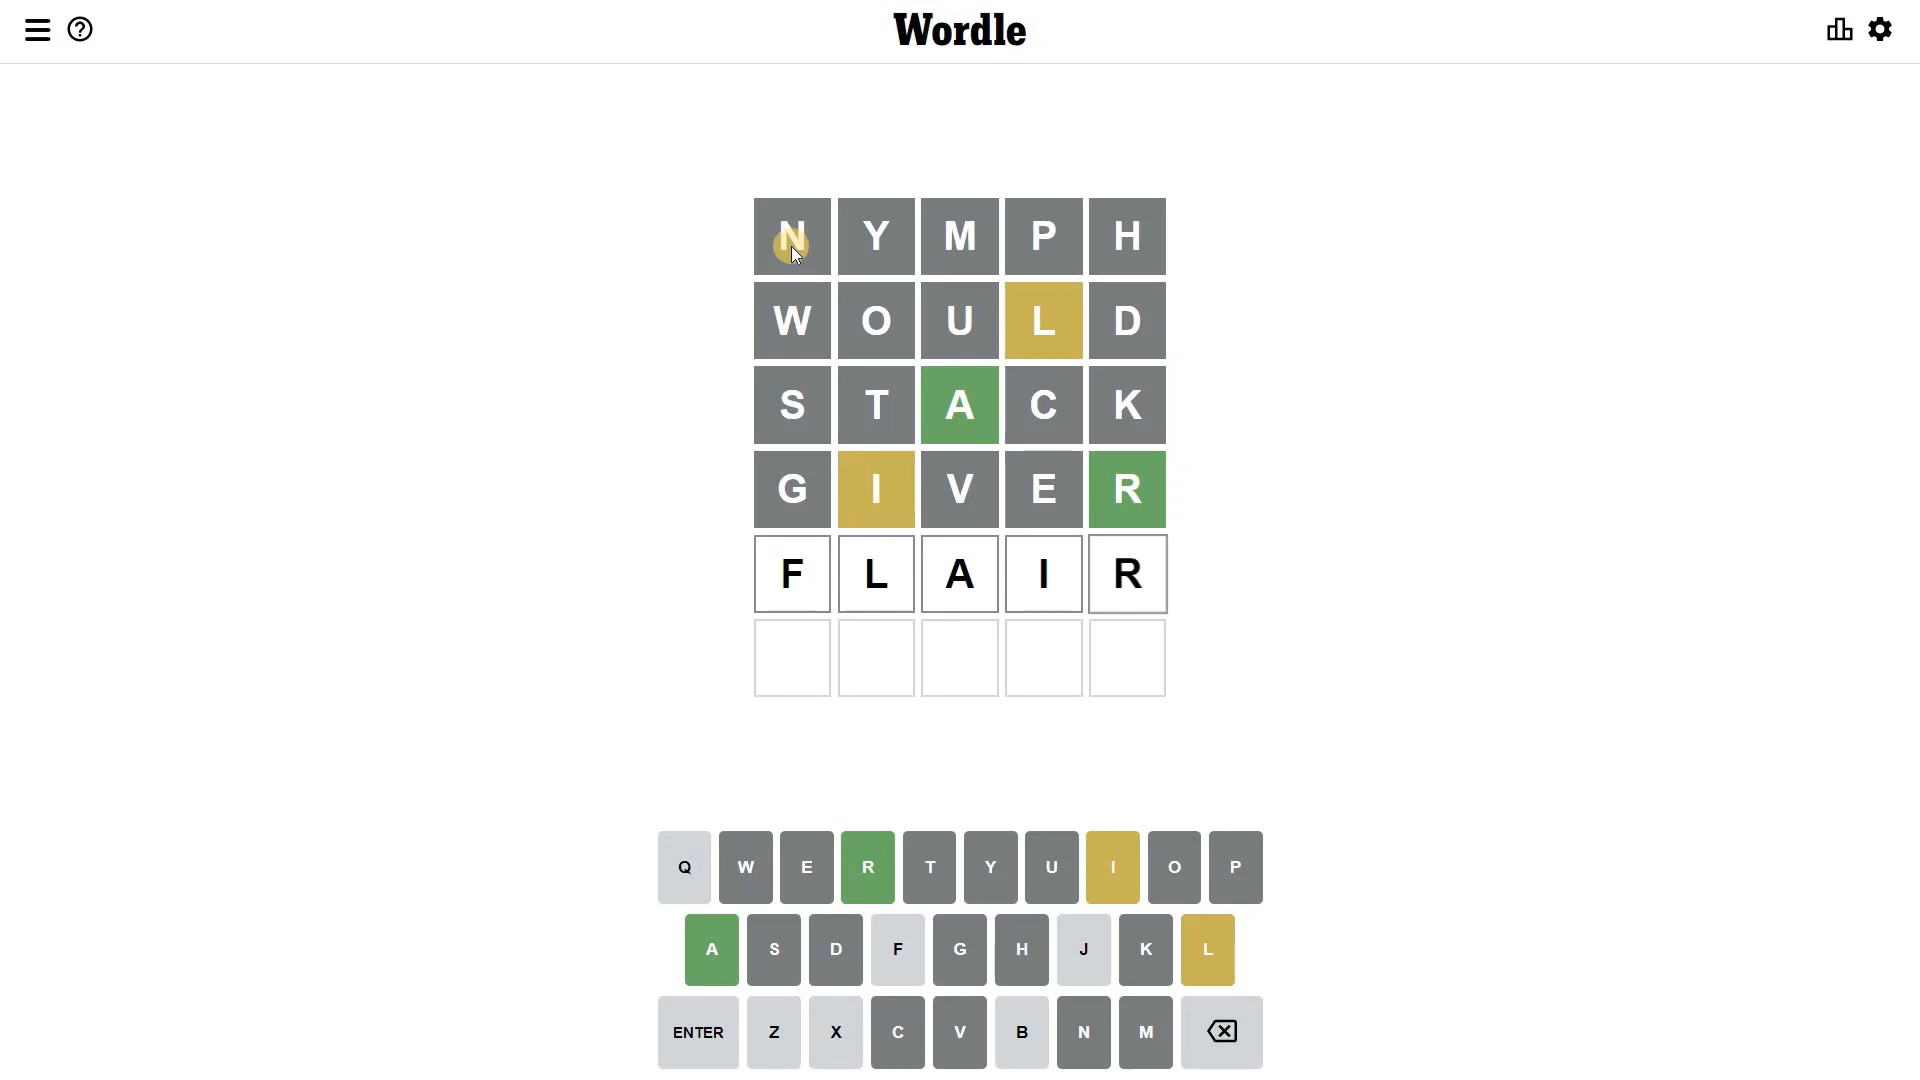 Wordle
N Y M P H
W O U L D
S T A C K
G I V E R
F L A I R
Q W E R T Y U I O P
A S D F G H J K L
ENTER Z X C V B N M